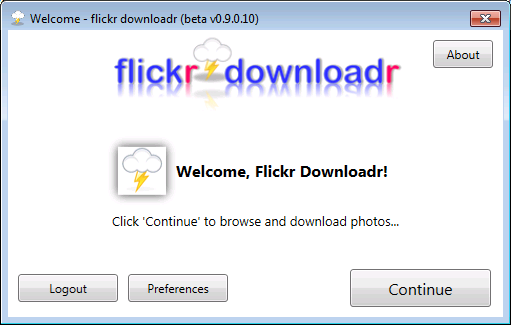 Welcome - flickr downloadr (beta v0.9.0.10)
flickr downloadr
About
Welcome, Flickr Downloadr!
Click 'Continue' to browse and download photos...
Logout
Preferences
Continue